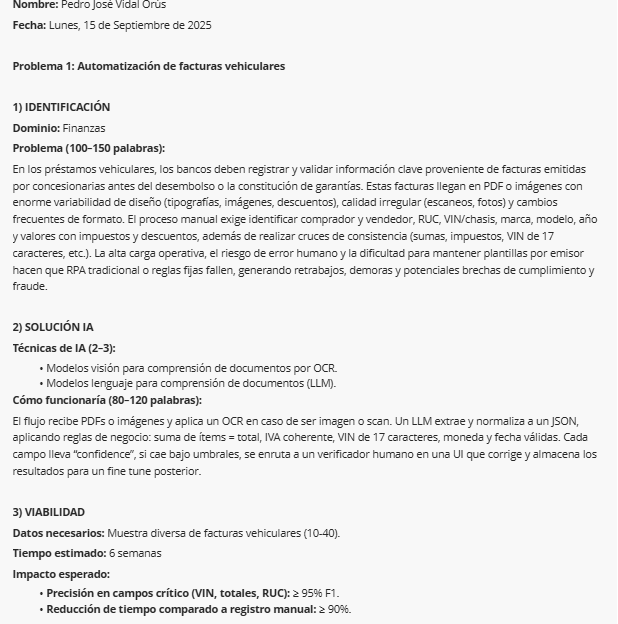 Nombre: Pedro José Vidal Orús
Fecha: Lunes, 15 de Septiembre de 2025
Problema 1: Automatización de facturas vehiculares
1) IDENTIFICACIÓN
Dominio: Finanzas
Problema (100–150 palabras):
En los préstamos vehiculares, los bancos deben registrar y validar información clave proveniente de facturas emitidas
por concesionarias antes del desembolso o la constitución de garantías. Estas facturas llegan en PDF o imágenes con
enorme variabilidad de diseño (tipografías, imágenes, descuentos), calidad irregular (escaneos, fotos) y cambios
frecuentes de formato. El proceso manual exige identificar comprador y vendedor, RUC, VIN/chasis, marca, modelo, año
y valores con impuestos y descuentos, además de realizar cruces de consistencia (sumas, impuestos, VIN de 17
caracteres, etc.). La alta carga operativa, el riesgo de error humano y la dificultad para mantener plantillas por emisor
hacen que RPA tradicional o reglas fijas fallen, generando retrabajos, demoras y potenciales brechas de cumplimiento y
fraude.
2) SOLUCIÓN IA
Técnicas de IA (2–3):
• Modelos visión para comprensión de documentos por OCR.
• Modelos lenguaje para comprensión de documentos (LLM).
Cómo funcionaría (80–120 palabras):
El flujo recibe PDFs o imágenes y aplica un OCR en caso de ser imagen o scan. Un LLM extrae y normaliza a un JSON,
aplicando reglas de negocio: suma de ítems = total, IVA coherente, VIN de 17 caracteres, moneda y fecha válidas. Cada
campo lleva “confidence”, si cae bajo umbrales, se enruta a un verificador humano en una UI que corrige y almacena los
resultados para un fine tune posterior.
3) VIABILIDAD
Datos necesarios: Muestra diversa de facturas vehiculares (10-40).
Tiempo estimado: 6 semanas
Impacto esperado:
• Precisión en campos crítico (VIN, totales, RUC): ≥ 95% F1.
• Reducción de tiempo comparado a registro manual: ≥ 90%.